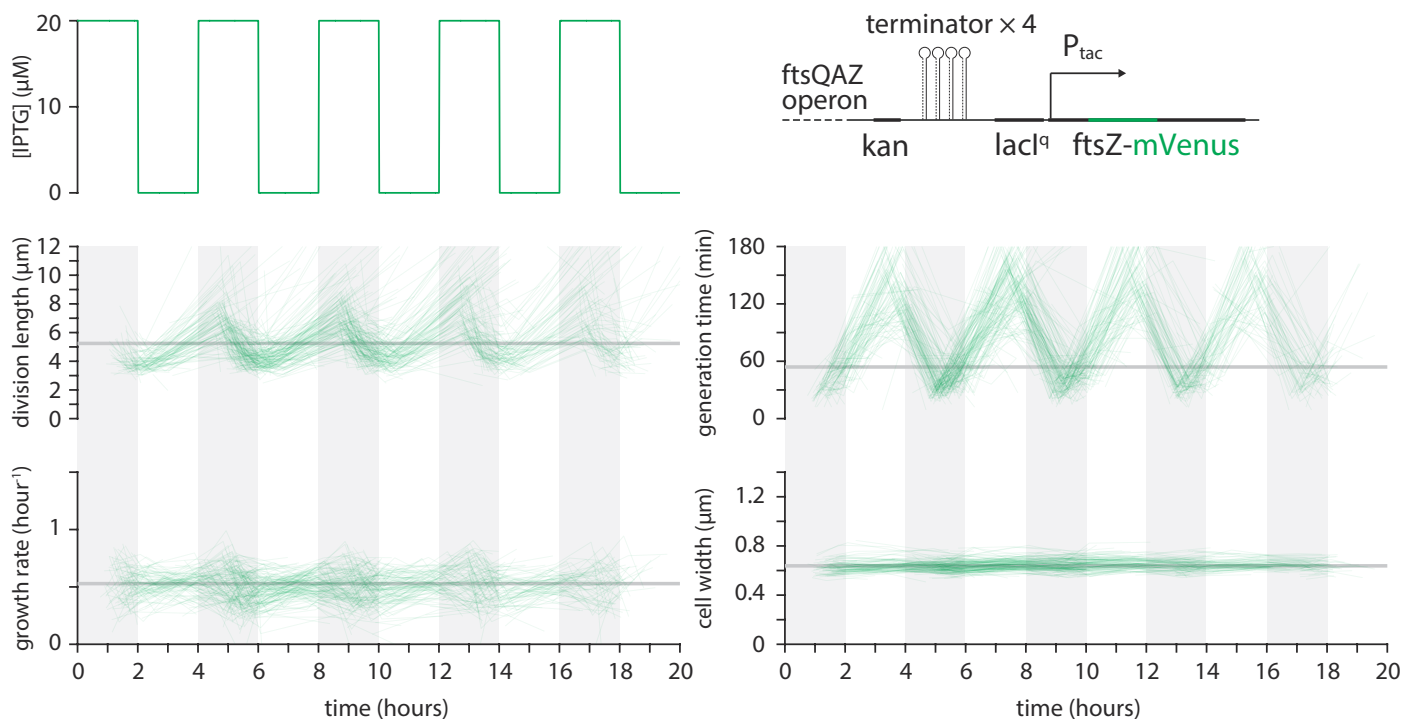 [IPTG] (μM)
20
10
0
terminator × 4
P_tac
ftsQAZ
operon
kan
lacI^q
ftsZ-mVenus
division length (μm)
12
10
8
6
4
2
0
generation time (min)
180
120
60
0
growth rate (hour⁻¹)
1
0
0 2 4 6 8 10 12 14 16 18 20
time (hours)
cell width (μm)
1.2
0.8
0.4
0
0 2 4 6 8 10 12 14 16 18 20
time (hours)